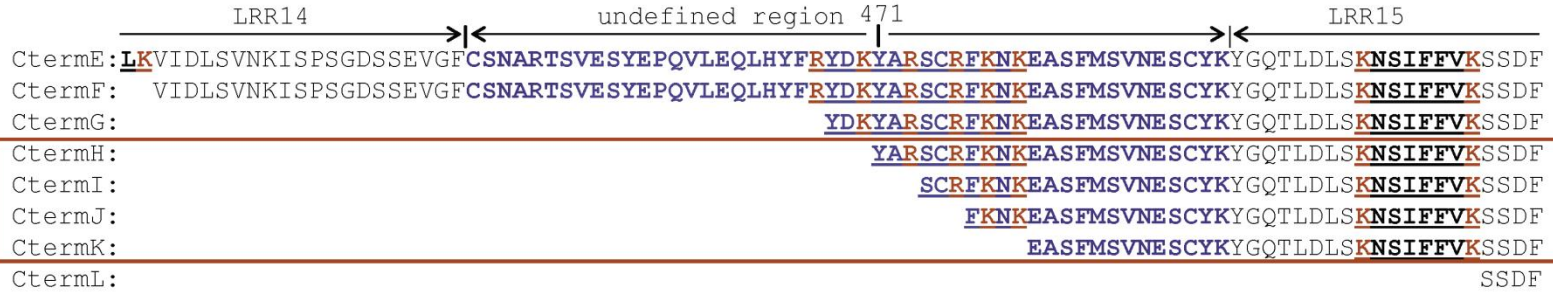 LRR14 undefined region 471 LRR15
CtermE: LKVIDLSVNKISPSGDSSEVGFCSNARTSVESYEPQVLEQLHYFRYDKYARSCRFKNKEASFMSVNESCYKYGQTLDLSKNSIFFVKSSDF
CtermF: VIDLSVNKISPSGDSSEVGFCSNARTSVESYEPQVLEQLHYFRYDKYARSCRFKNKEASFMSVNESCYKYGQTLDLSKNSIFFVKSSDF
CtermG: YDKYARSCRFKNKEASFMSVNESCYKYGQTLDLSKNSIFFVKSSDF
CtermH: YARSCRFKNKEASFMSVNESCYKYGQTLDLSKNSIFFVKSSDF
CtermI: SCRFKNKEASFMSVNESCYKYGQTLDLSKNSIFFVKSSDF
CtermJ: FKNKEASFMSVNESCYKYGQTLDLSKNSIFFVKSSDF
CtermK: EASFMSVNESCYKYGQTLDLSKNSIFFVKSSDF
CtermL: SSDF